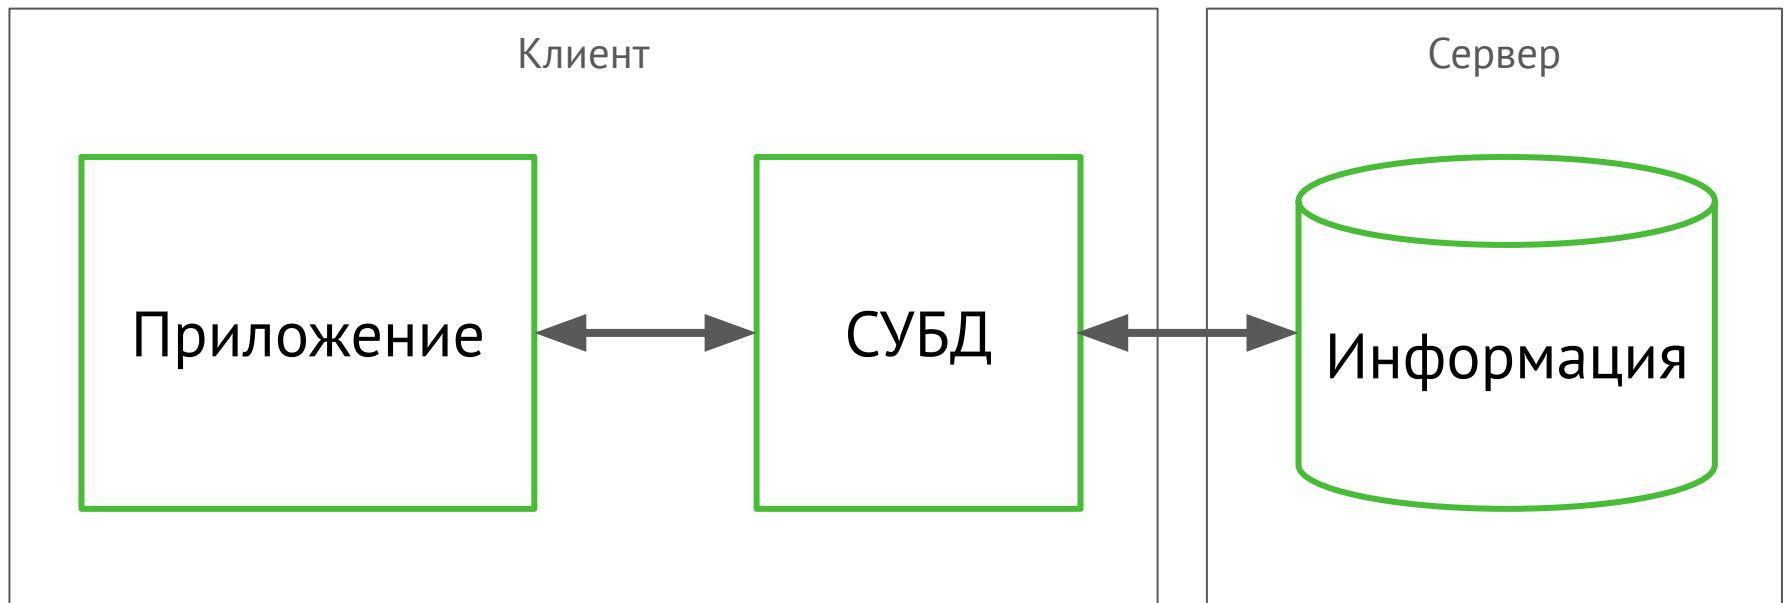 Клиент
Сервер
Приложение
СУБД
Информация